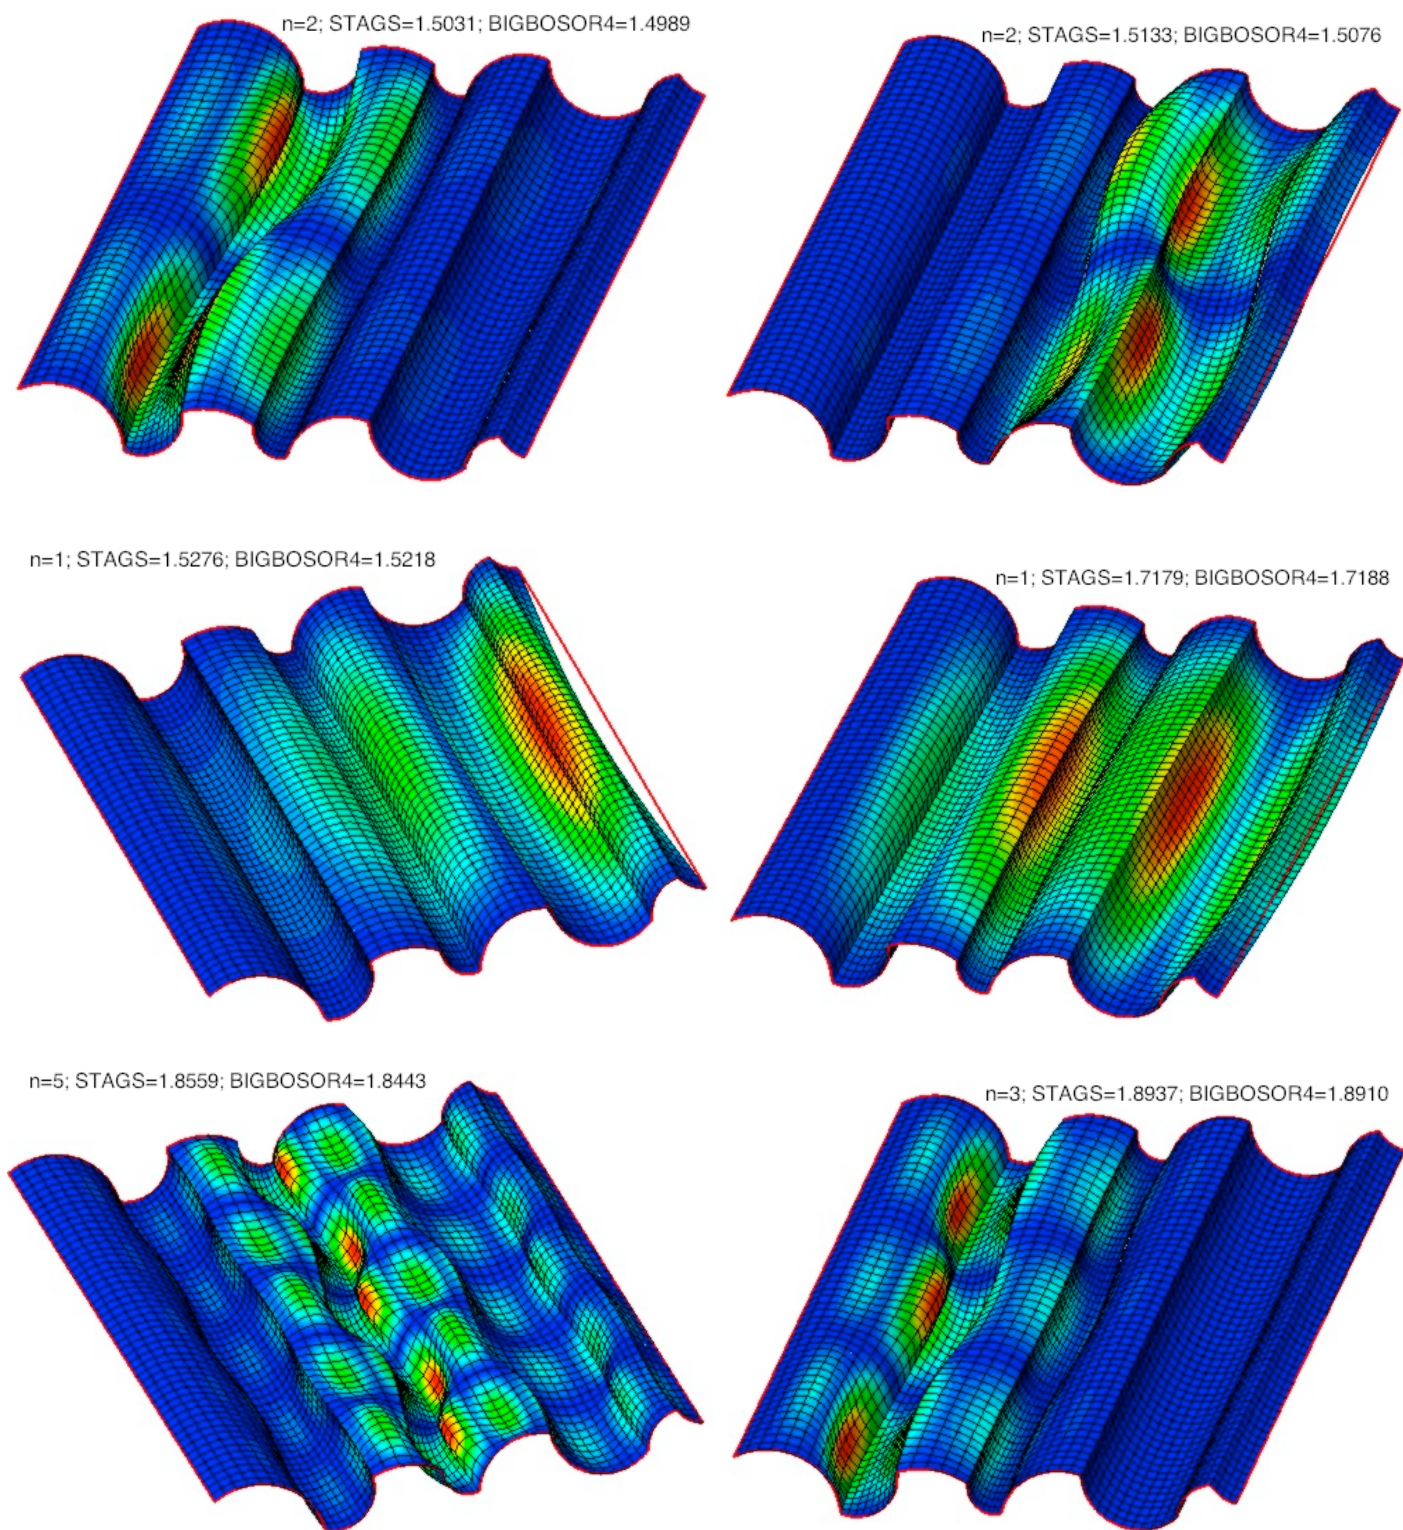 n=2; STAGS=1.5031; BIGBOSOR4=1.4989
n=2; STAGS=1.5133; BIGBOSOR4=1.5076
n=1; STAGS=1.5276; BIGBOSOR4=1.5218
n=1; STAGS=1.7179; BIGBOSOR4=1.7188
n=5; STAGS=1.8559; BIGBOSOR4=1.8443
n=3; STAGS=1.8937; BIGBOSOR4=1.8910